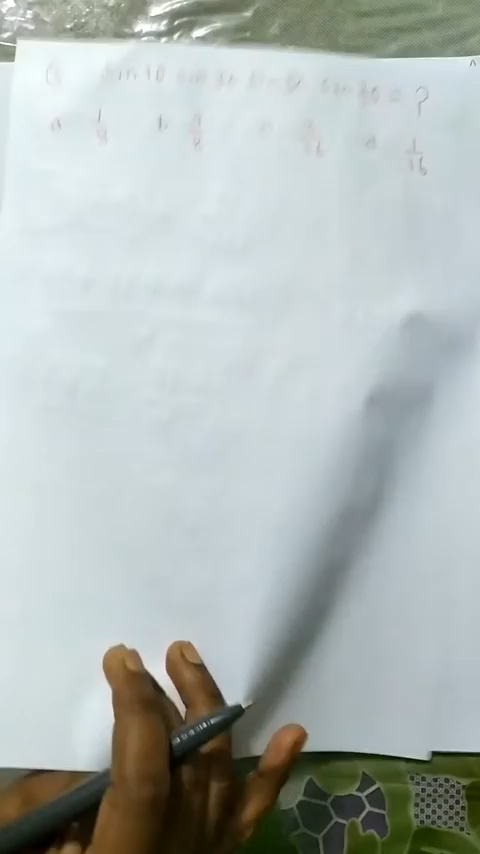 Q sin 10 sin 30 sin 50 sin 70 = ?
a 1/8 b 3/8 c 3/16 d 1/16